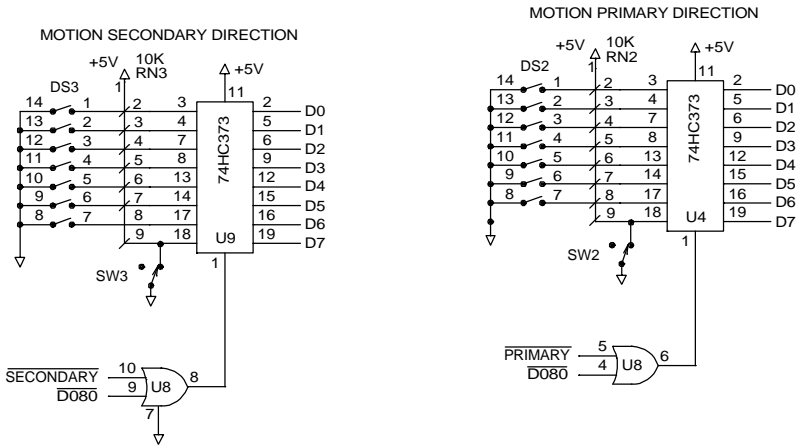 MOTION SECONDARY DIRECTION
+5V 10K RN3 +5V
DS3 1 11
14 1 2 3 2 D0
13 2 3 4 5 D1
12 3 4 7 6 D2
11 4 5 8 9 D3
10 5 6 13 12 D4
9 6 7 14 15 D5
8 7 8 17 16 D6
9 18 19 D7
74HC373
U9
1
SW3
SECONDARY 10
D080 9
U8 8
7
MOTION PRIMARY DIRECTION
+5V 10K RN2 +5V
DS2 1 11
14 1 2 3 2 D0
13 2 3 4 5 D1
12 3 4 7 6 D2
11 4 5 8 9 D3
10 5 6 13 12 D4
9 6 7 14 15 D5
8 7 8 17 16 D6
9 18 19 D7
74HC373
U4
1
SW2
PRIMARY 5
D080 4
U8 6